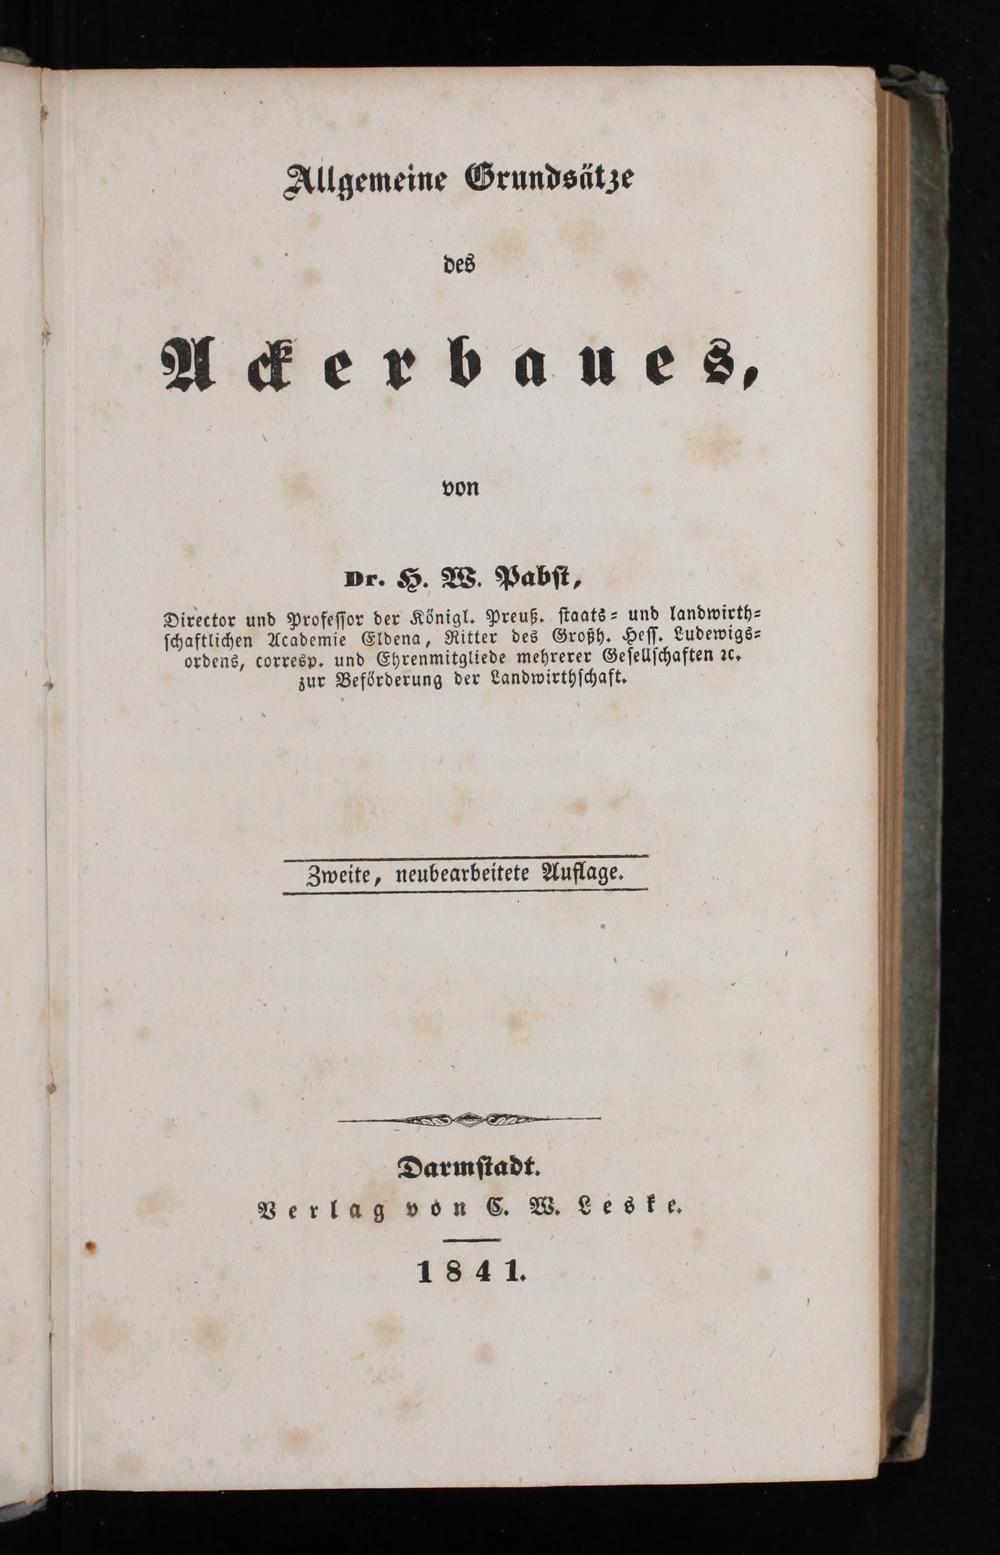 Allgemeine Grundsätze
des
Ackerbaues,
von
Dr. H. W. Pabst,
Director und Professor der Königl. Preuß. staats- und landwirth-
schaftlichen Academie Eldena, Ritter des Großh. Hess. Ludewigs-
ordens, corresp. und Ehrenmitgliede mehrerer Gesellschaften ꝛc.
zur Beförderung der Landwirthschaft.
Zweite, neubearbeitete Auflage.
Darmstadt.
Verlag von C. W. Leske.
1841.